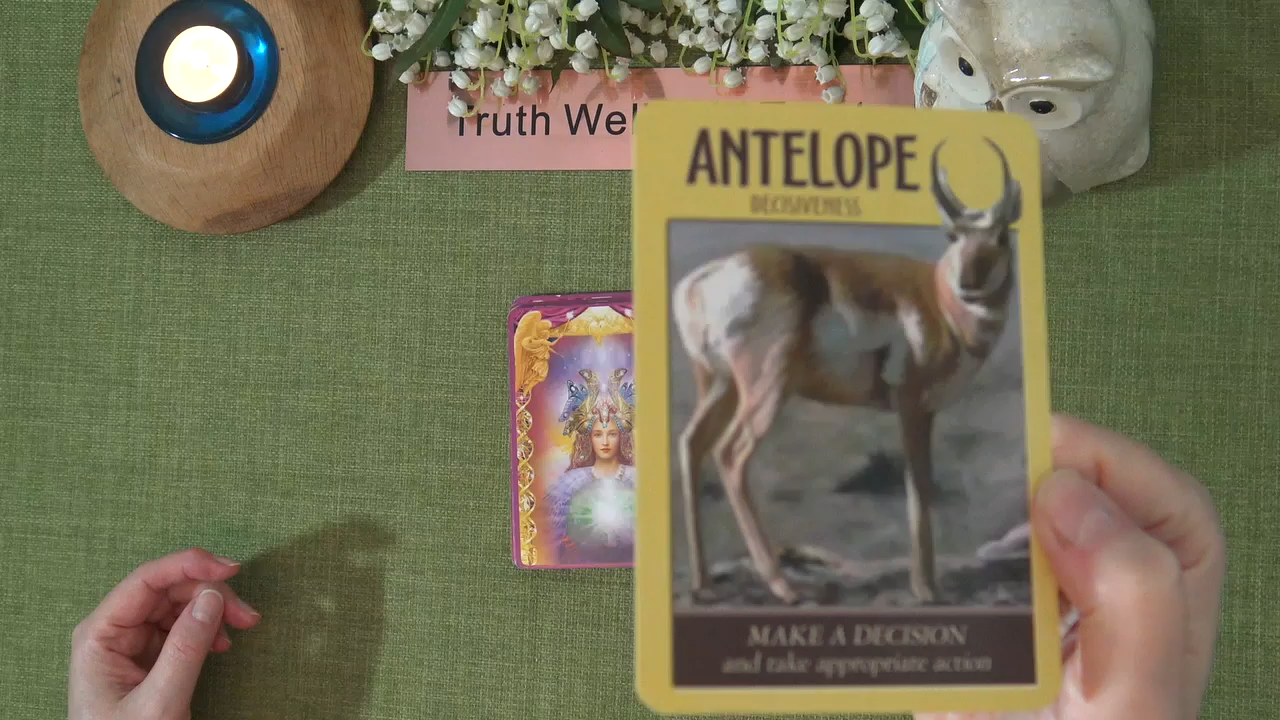 Truth Wel
ANTELOPE
DECISIVENESS
MAKE A DECISION
and take appropriate action